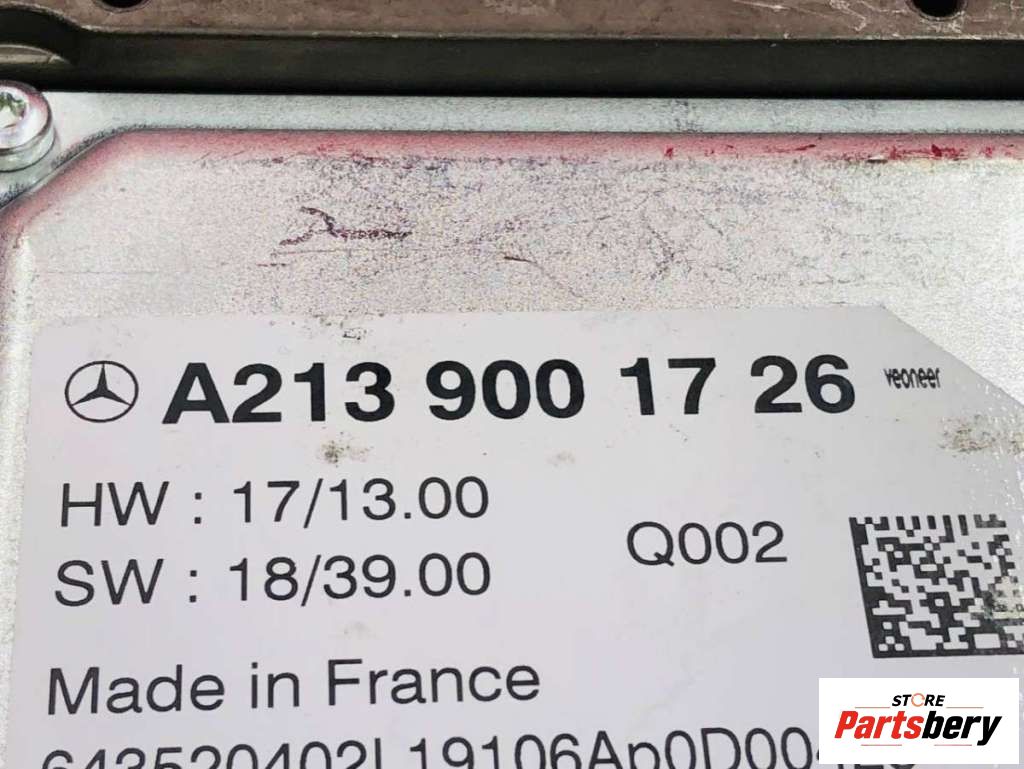 A213 900 17 26 veoneer
HW : 17/13.00
SW : 18/39.00
Q002
Made in France
STORE
Partsbery